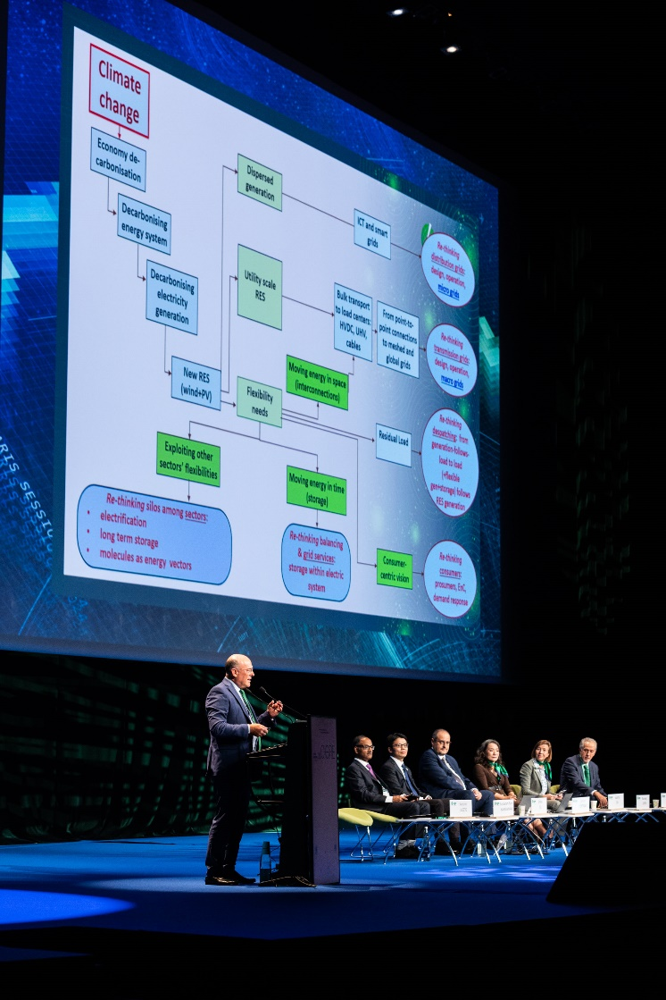 Climate
change
Economy de-
carbonisation
Decarbonising
energy system
Decarbonising
electricity
generation
New RES
(wind+PV)
Dispersed
generation
Utility scale
RES
Flexibility
needs
ICT and smart
grids
Bulk transport
to load centers:
HVDC, UHV,
cables
From point-to-
point connections
to meshed and
global grids
Moving energy in space
(interconnections)
Residual Load
Exploiting other
sectors' flexibilities
Moving energy in time
(storage)
Consumer-
centric vision
Re-thinking
distribution grids:
design, operation,
micro grids
Re-thinking
transmission grids:
design, operation,
macro grids
Re-thinking
despatching: from
generation-follows-
load to load
(+flexible
gen+storage) follows
RES generation
Re-thinking
consumers:
prosumers, EnC,
demand response
Re-thinking silos among sectors:
• electrification
• long term storage
• molecules as energy vectors
Re-thinking balancing
& grid services:
storage within electric
system
ARIS SESSIO